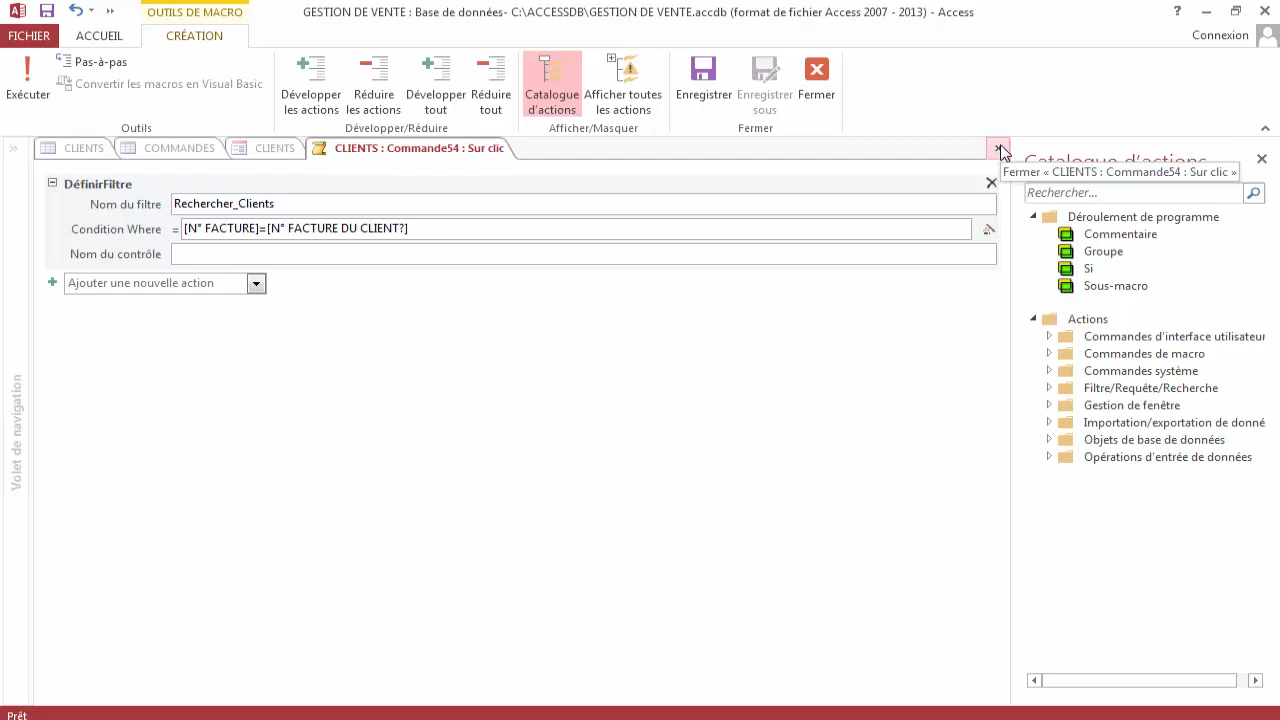 OUTILS DE MACRO
GESTION DE VENTE : Base de données- C:\ACCESSDB\GESTION DE VENTE.accdb (format de fichier Access 2007 - 2013) - Access
FICHIER
ACCUEIL
CRÉATION
Connexion
Exécuter
Pas-à-pas
Convertir les macros en Visual Basic
Outils
Développer les actions
Réduire les actions
Développer tout
Réduire tout
Développer/Réduire
Catalogue d'actions
Afficher toutes les actions
Afficher/Masquer
Enregistrer
Enregistrer sous
Fermer
Fermer
CLIENTS
COMMANDES
CLIENTS
CLIENTS : Commande54 : Sur clic
Catalogue d'actions
Fermer « CLIENTS : Commande54 : Sur clic »
DéfinirFiltre
Nom du filtre
Rechercher_Clients
Condition Where
= [N° FACTURE]=[N° FACTURE DU CLIENT?]
Nom du contrôle
Ajouter une nouvelle action
Rechercher...
Déroulement de programme
Commentaire
Groupe
Si
Sous-macro
Actions
Commandes d'interface utilisateur
Commandes de macro
Commandes système
Filtre/Requête/Recherche
Gestion de fenêtre
Importation/exportation de donné
Objets de base de données
Opérations d'entrée de données
Volet de navigation
Prêt